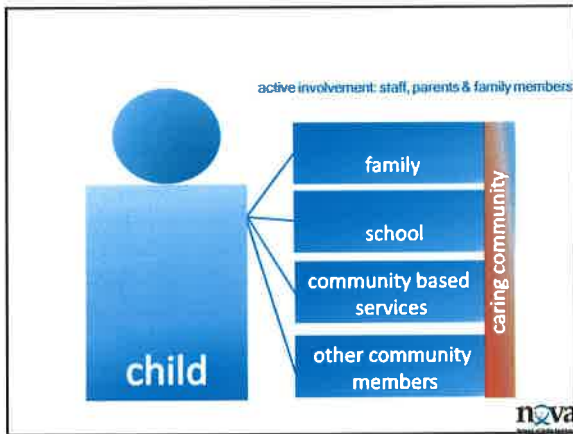 active involvement: staff, parents & family members
family
school
community based
services
other community
members
caring community
child
nova